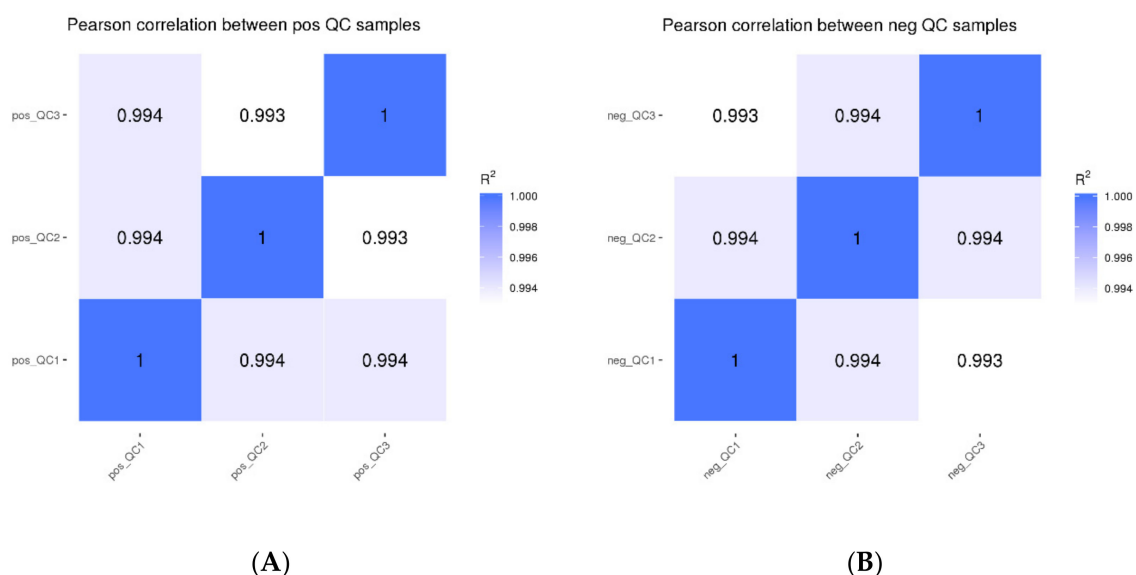 Pearson correlation between pos QC samples
pos_QC3
0.994
0.993
1
pos_QC2
0.994
1
0.993
pos_QC1
1
0.994
0.994
pos_QC1
pos_QC2
pos_QC3
R²
1.000
0.998
0.996
0.994
(A)
Pearson correlation between neg QC samples
neg_QC3
0.993
0.994
1
neg_QC2
0.994
1
0.994
neg_QC1
1
0.994
0.993
neg_QC1
neg_QC2
neg_QC3
R²
1.000
0.998
0.996
0.994
(B)